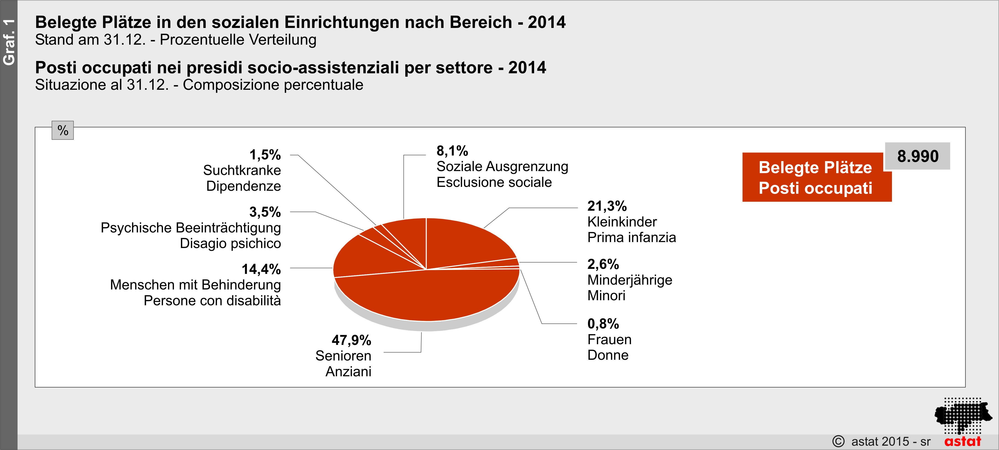 Graf. 1
Belegte Plätze in den sozialen Einrichtungen nach Bereich - 2014
Stand am 31.12. - Prozentuelle Verteilung
Posti occupati nei presidi socio-assistenziali per settore - 2014
Situazione al 31.12. - Composizione percentuale
%
8.990
Belegte Plätze
Posti occupati
1,5%
Suchtkranke
Dipendenze
8,1%
Soziale Ausgrenzung
Esclusione sociale
3,5%
Psychische Beeinträchtigung
Disagio psichico
21,3%
Kleinkinder
Prima infanzia
14,4%
Menschen mit Behinderung
Persone con disabilità
2,6%
Minderjährige
Minori
47,9%
Senioren
Anziani
0,8%
Frauen
Donne
© astat 2015 - sr
astat